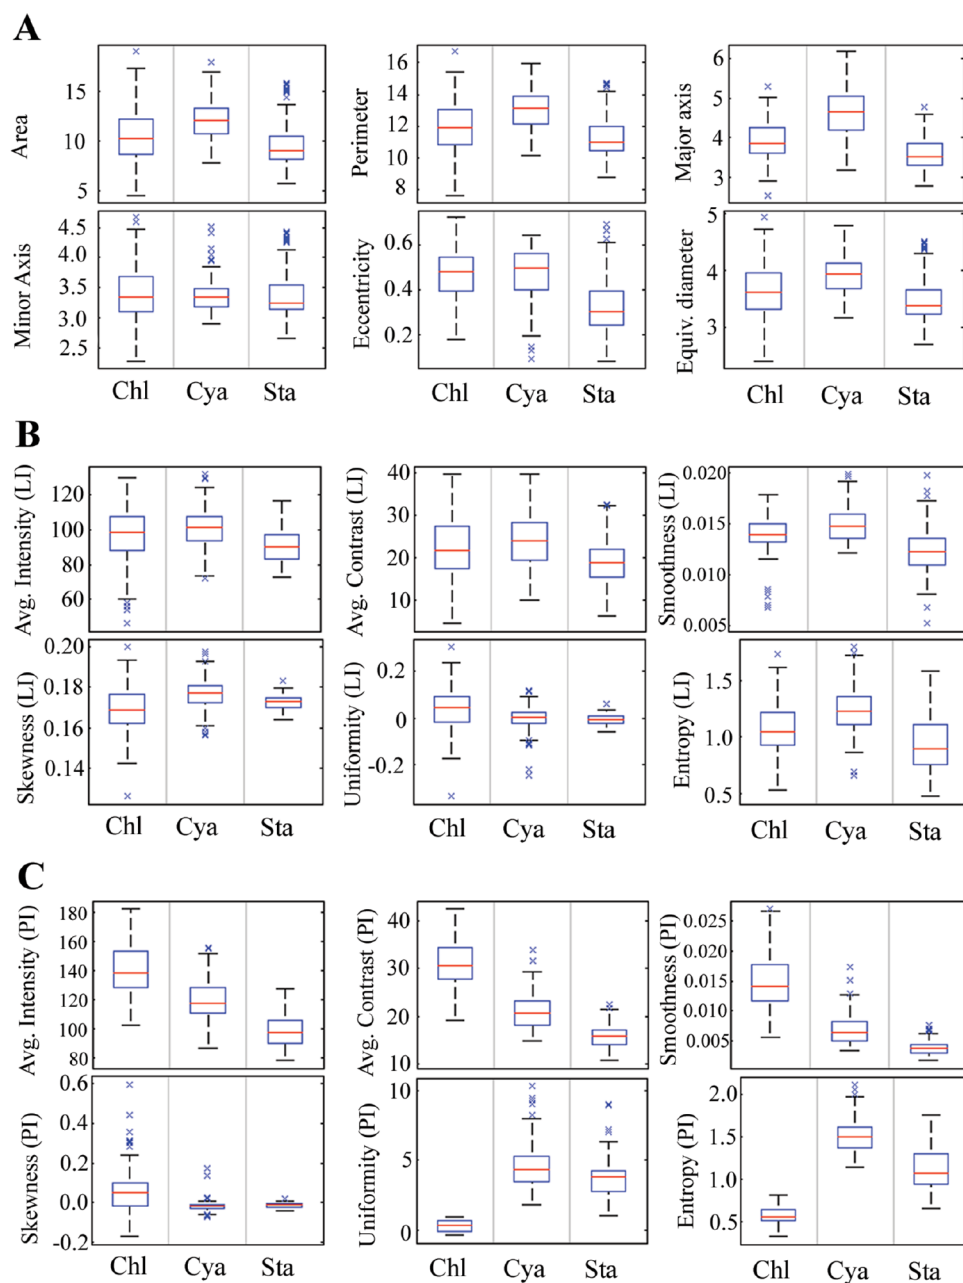 A
Area
15
10
5
Perimeter
16
14
12
10
8
Major axis
6
5
4
3
Minor Axis
4.5
4.0
3.5
3.0
2.5
Eccentricity
0.6
0.4
0.2
Equiv. diameter
5
4
3
Chl Cya Sta
Chl Cya Sta
Chl Cya Sta
B
Avg. Intensity (LI)
120
100
80
60
Avg. Contrast (LI)
40
30
20
10
Smoothness (LI)
0.020
0.015
0.010
0.005
Skewness (LI)
0.20
0.18
0.16
0.14
Uniformity (LI)
0.2
0
-0.2
Entropy (LI)
1.5
1.0
0.5
Chl Cya Sta
Chl Cya Sta
Chl Cya Sta
C
Avg. Intensity (PI)
180
160
140
120
100
80
Avg. Contrast (PI)
40
30
20
10
Smoothness (PI)
0.025
0.020
0.015
0.010
0.005
Skewness (PI)
0.6
0.4
0.2
0.0
-0.2
Uniformity (PI)
10
5
0
Entropy (PI)
2.0
1.5
1.0
0.5
Chl Cya Sta
Chl Cya Sta
Chl Cya Sta